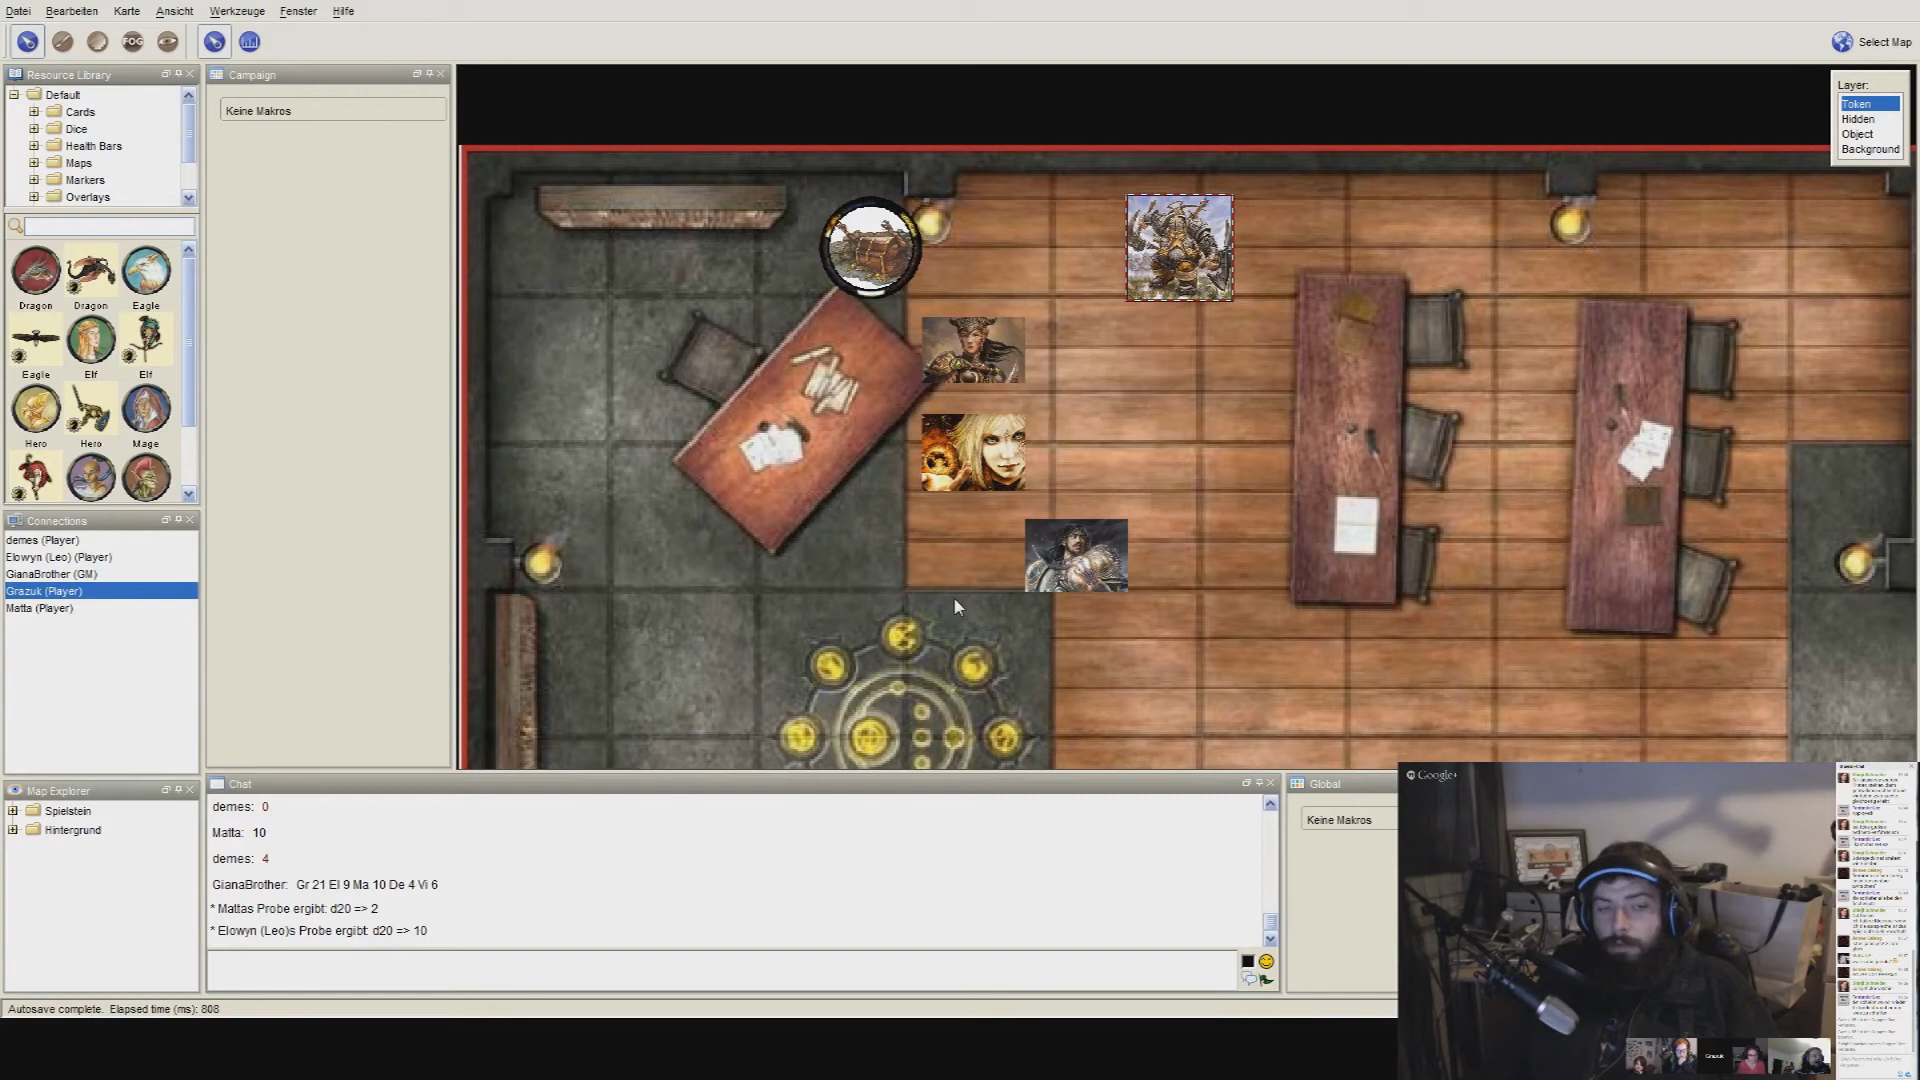 Datei Bearbeiten Karte Ansicht Werkzeuge Fenster Hilfe
FOG
Select Map
Resource Library
Default
Cards
Dice
Health Bars
Maps
Markers
Overlays
Dragon Dragon Eagle
Eagle Elf Elf
Hero Hero Mage
Campaign
Keine Makros
Layer:
Token
Hidden
Object
Background
Connections
demes (Player)
Elowyn (Leo) (Player)
GianaBrother (GM)
Grazuk (Player)
Matta (Player)
Map Explorer
Spielstein
Hintergrund
Chat
demes: 0
Matta: 10
demes: 4
GianaBrother: Gr 21 El 9 Ma 10 De 4 Vi 6
* Mattas Probe ergibt: d20 => 2
* Elowyn (Leo)s Probe ergibt: d20 => 10
Global
Keine Makros
Google+
Grazuk
Autosave complete. Elapsed time (ms): 808